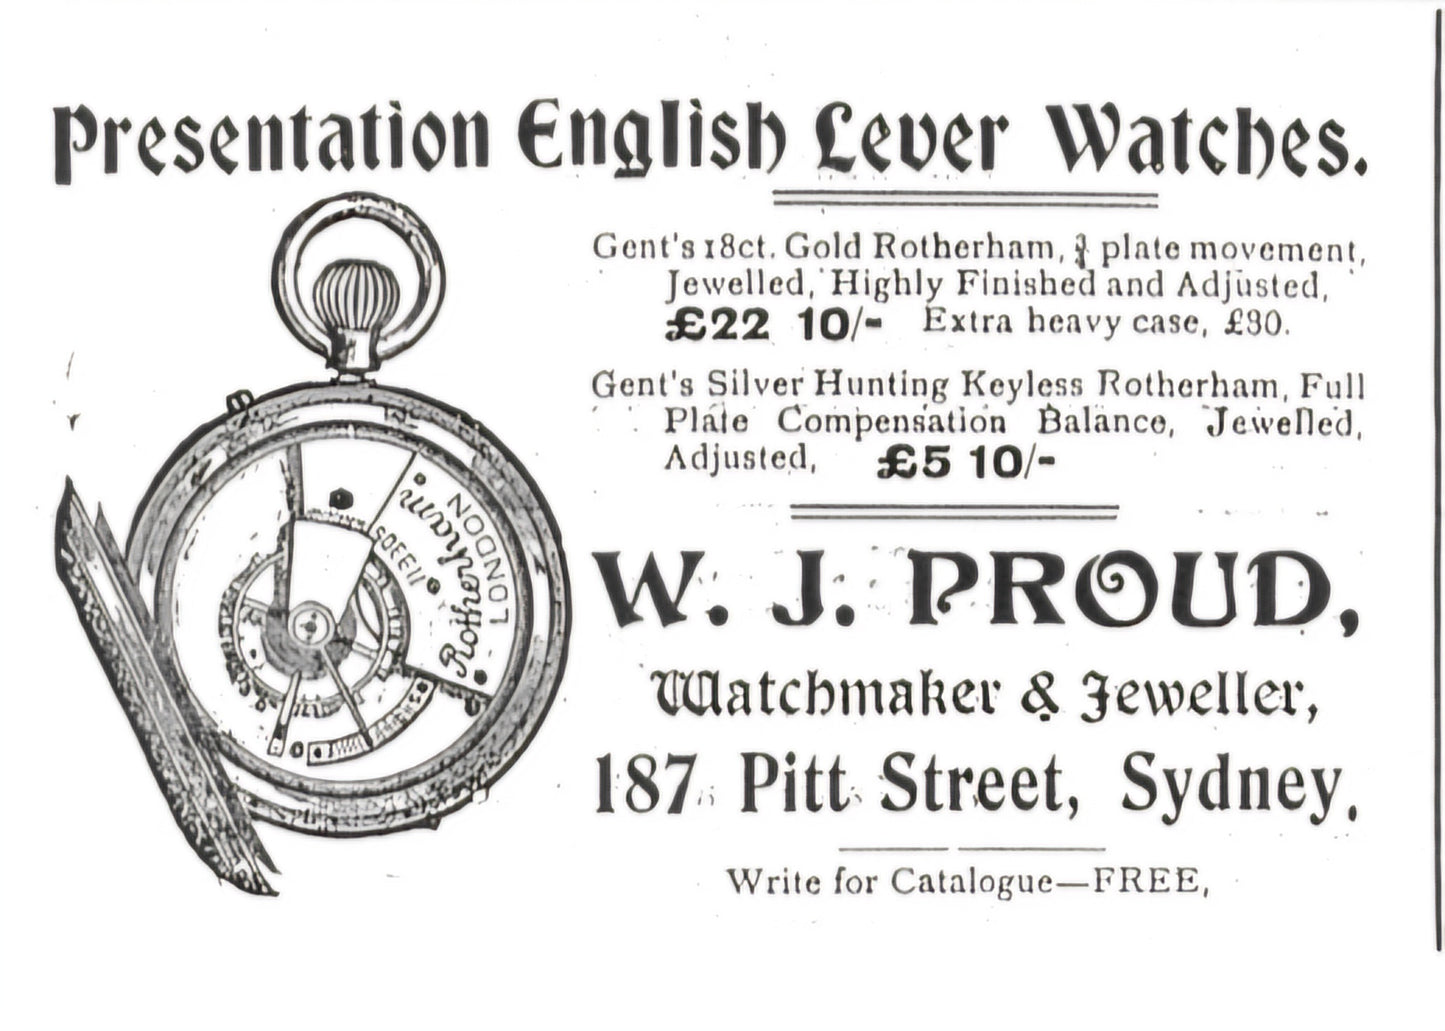 Presentation English Lever Watches.
Gent's 18ct. Gold Rotherham, ¾ plate movement,
Jewelled, Highly Finished and Adjusted,
£22 10/- Extra heavy case, £30.
Gent's Silver Hunting Keyless Rotherham, Full
Plate Compensation Balance, Jewelled,
Adjusted, £5 10/-
W. J. PROUD,
Watchmaker & Jeweller,
187 Pitt Street, Sydney.
Write for Catalogue—FREE,
Rotherham
LONDON